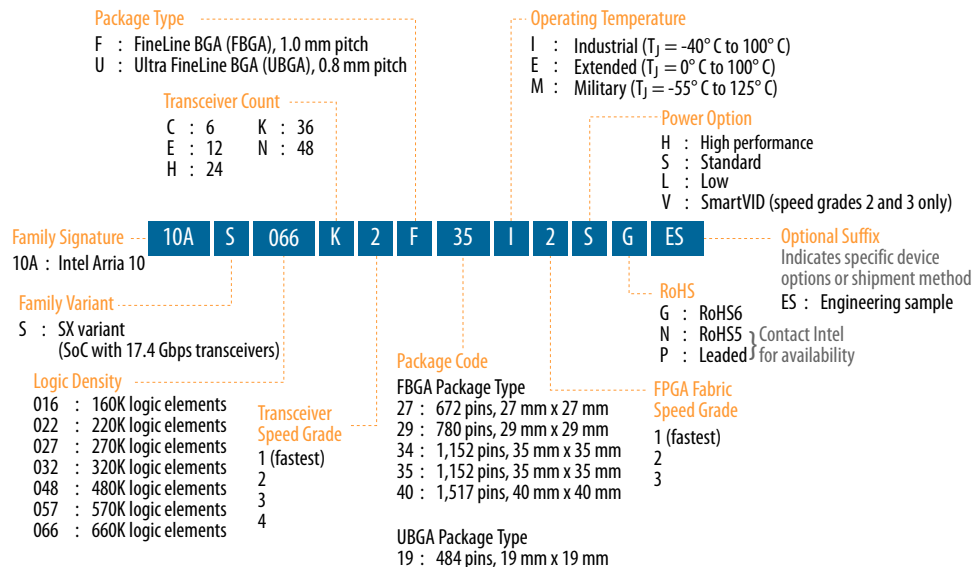 Package Type
F : FineLine BGA (FBGA), 1.0 mm pitch
U : Ultra FineLine BGA (UBGA), 0.8 mm pitch
Operating Temperature
I : Industrial (TJ = -40° C to 100° C)
E : Extended (TJ = 0° C to 100° C)
M : Military (TJ = -55° C to 125° C)
Transceiver Count
C : 6 K : 36
E : 12 N : 48
H : 24
Power Option
H : High performance
S : Standard
L : Low
V : SmartVID (speed grades 2 and 3 only)
Family Signature
10A : Intel Arria 10
10A S 066 K 2 F 35 I 2 S G ES
Optional Suffix
Indicates specific device
options or shipment method
ES : Engineering sample
Family Variant
S : SX variant
(SoC with 17.4 Gbps transceivers)
RoHS
G : RoHS6
N : RoHS5
P : Leaded
} Contact Intel
for availability
Logic Density
016 : 160K logic elements
022 : 220K logic elements
027 : 270K logic elements
032 : 320K logic elements
048 : 480K logic elements
057 : 570K logic elements
066 : 660K logic elements
Transceiver
Speed Grade
1 (fastest)
2
3
4
Package Code
FBGA Package Type
27 : 672 pins, 27 mm x 27 mm
29 : 780 pins, 29 mm x 29 mm
34 : 1,152 pins, 35 mm x 35 mm
35 : 1,152 pins, 35 mm x 35 mm
40 : 1,517 pins, 40 mm x 40 mm
UBGA Package Type
19 : 484 pins, 19 mm x 19 mm
FPGA Fabric
Speed Grade
1 (fastest)
2
3